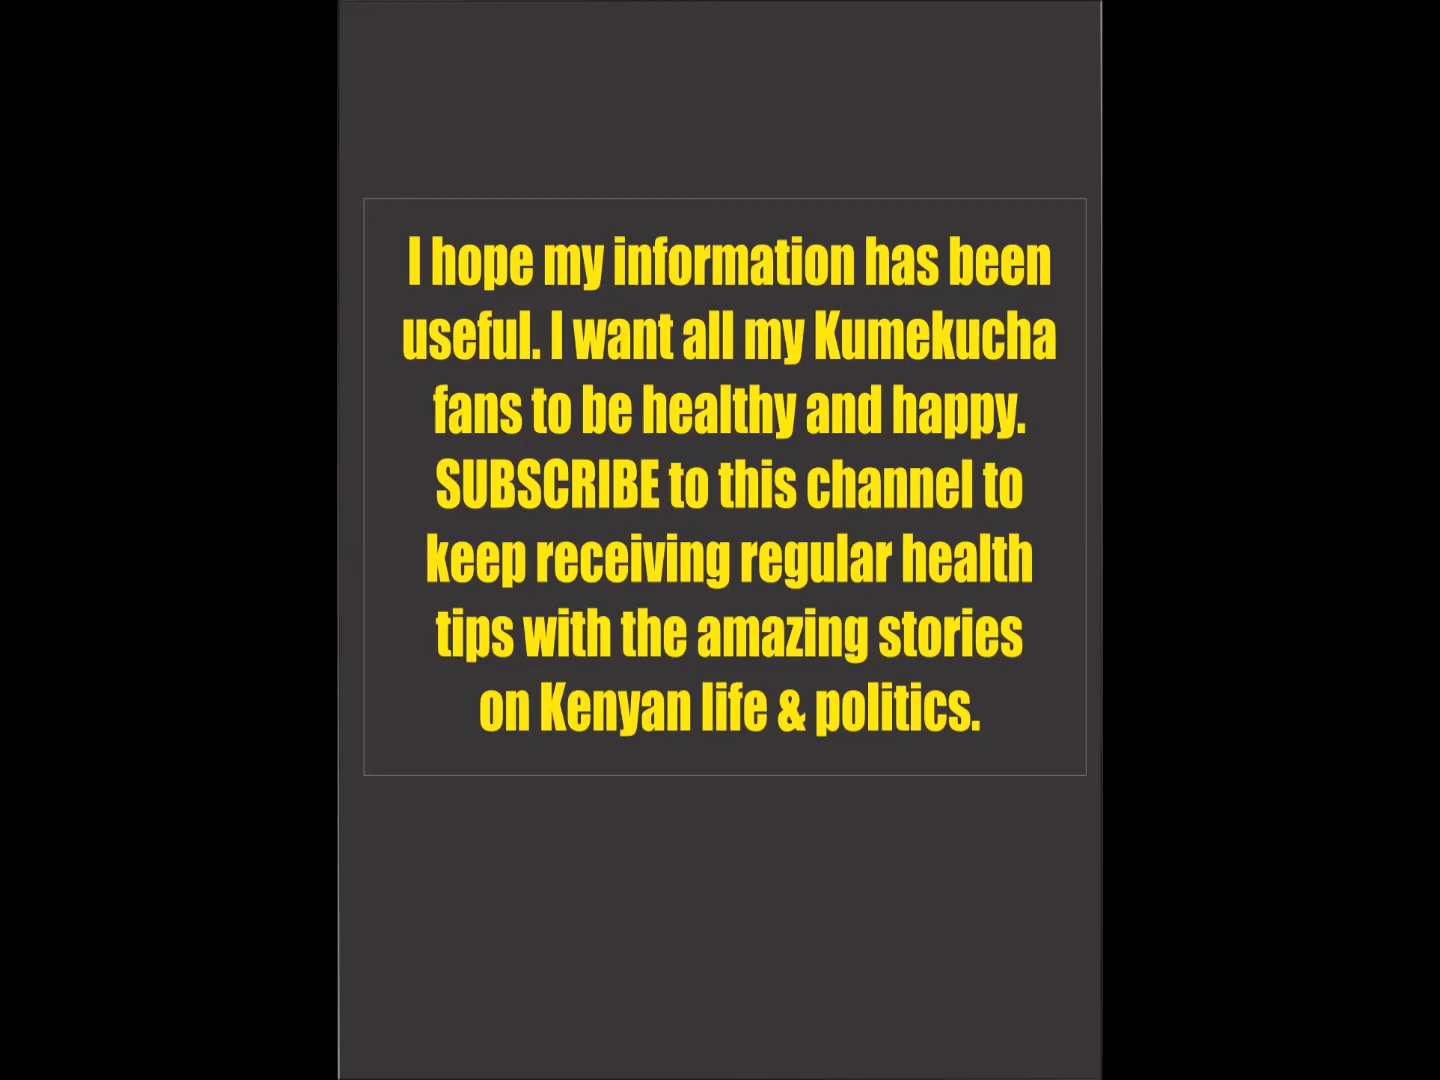 I hope my information has been
useful. I want all my Kumekucha
fans to be healthy and happy.
SUBSCRIBE to this channel to
keep receiving regular health
tips with the amazing stories
on Kenyan life & politics.